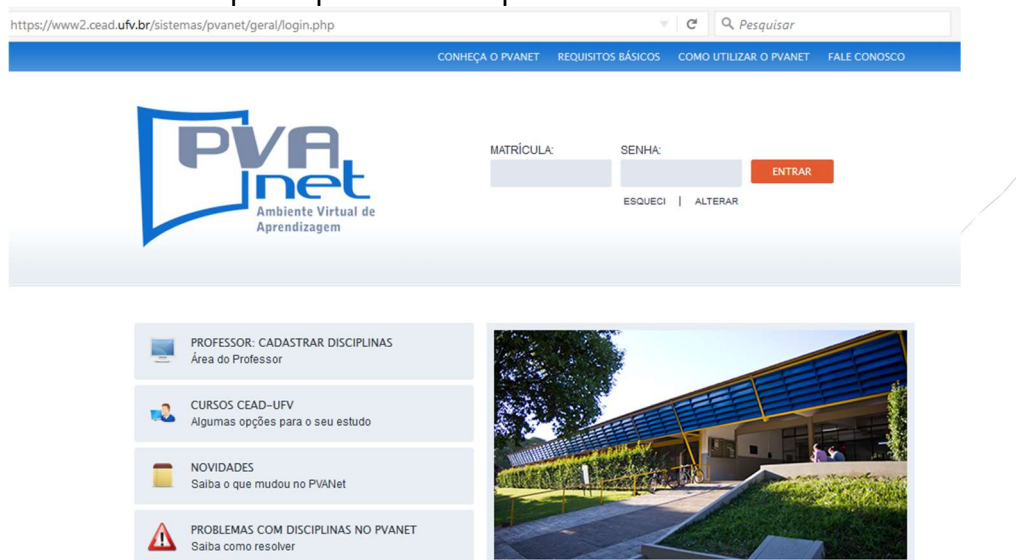 https://www2.cead.ufv.br/sistemas/pvanet/geral/login.php
Pesquisar
CONHEÇA O PVANET REQUISITOS BÁSICOS COMO UTILIZAR O PVANET FALE CONOSCO
PVA
net
Ambiente Virtual de
Aprendizagem
MATRÍCULA: SENHA:
ENTRAR
ESQUECI | ALTERAR
PROFESSOR: CADASTRAR DISCIPLINAS
Área do Professor
CURSOS CEAD-UFV
Algumas opções para o seu estudo
NOVIDADES
Saiba o que mudou no PVANet
PROBLEMAS COM DISCIPLINAS NO PVANET
Saiba como resolver